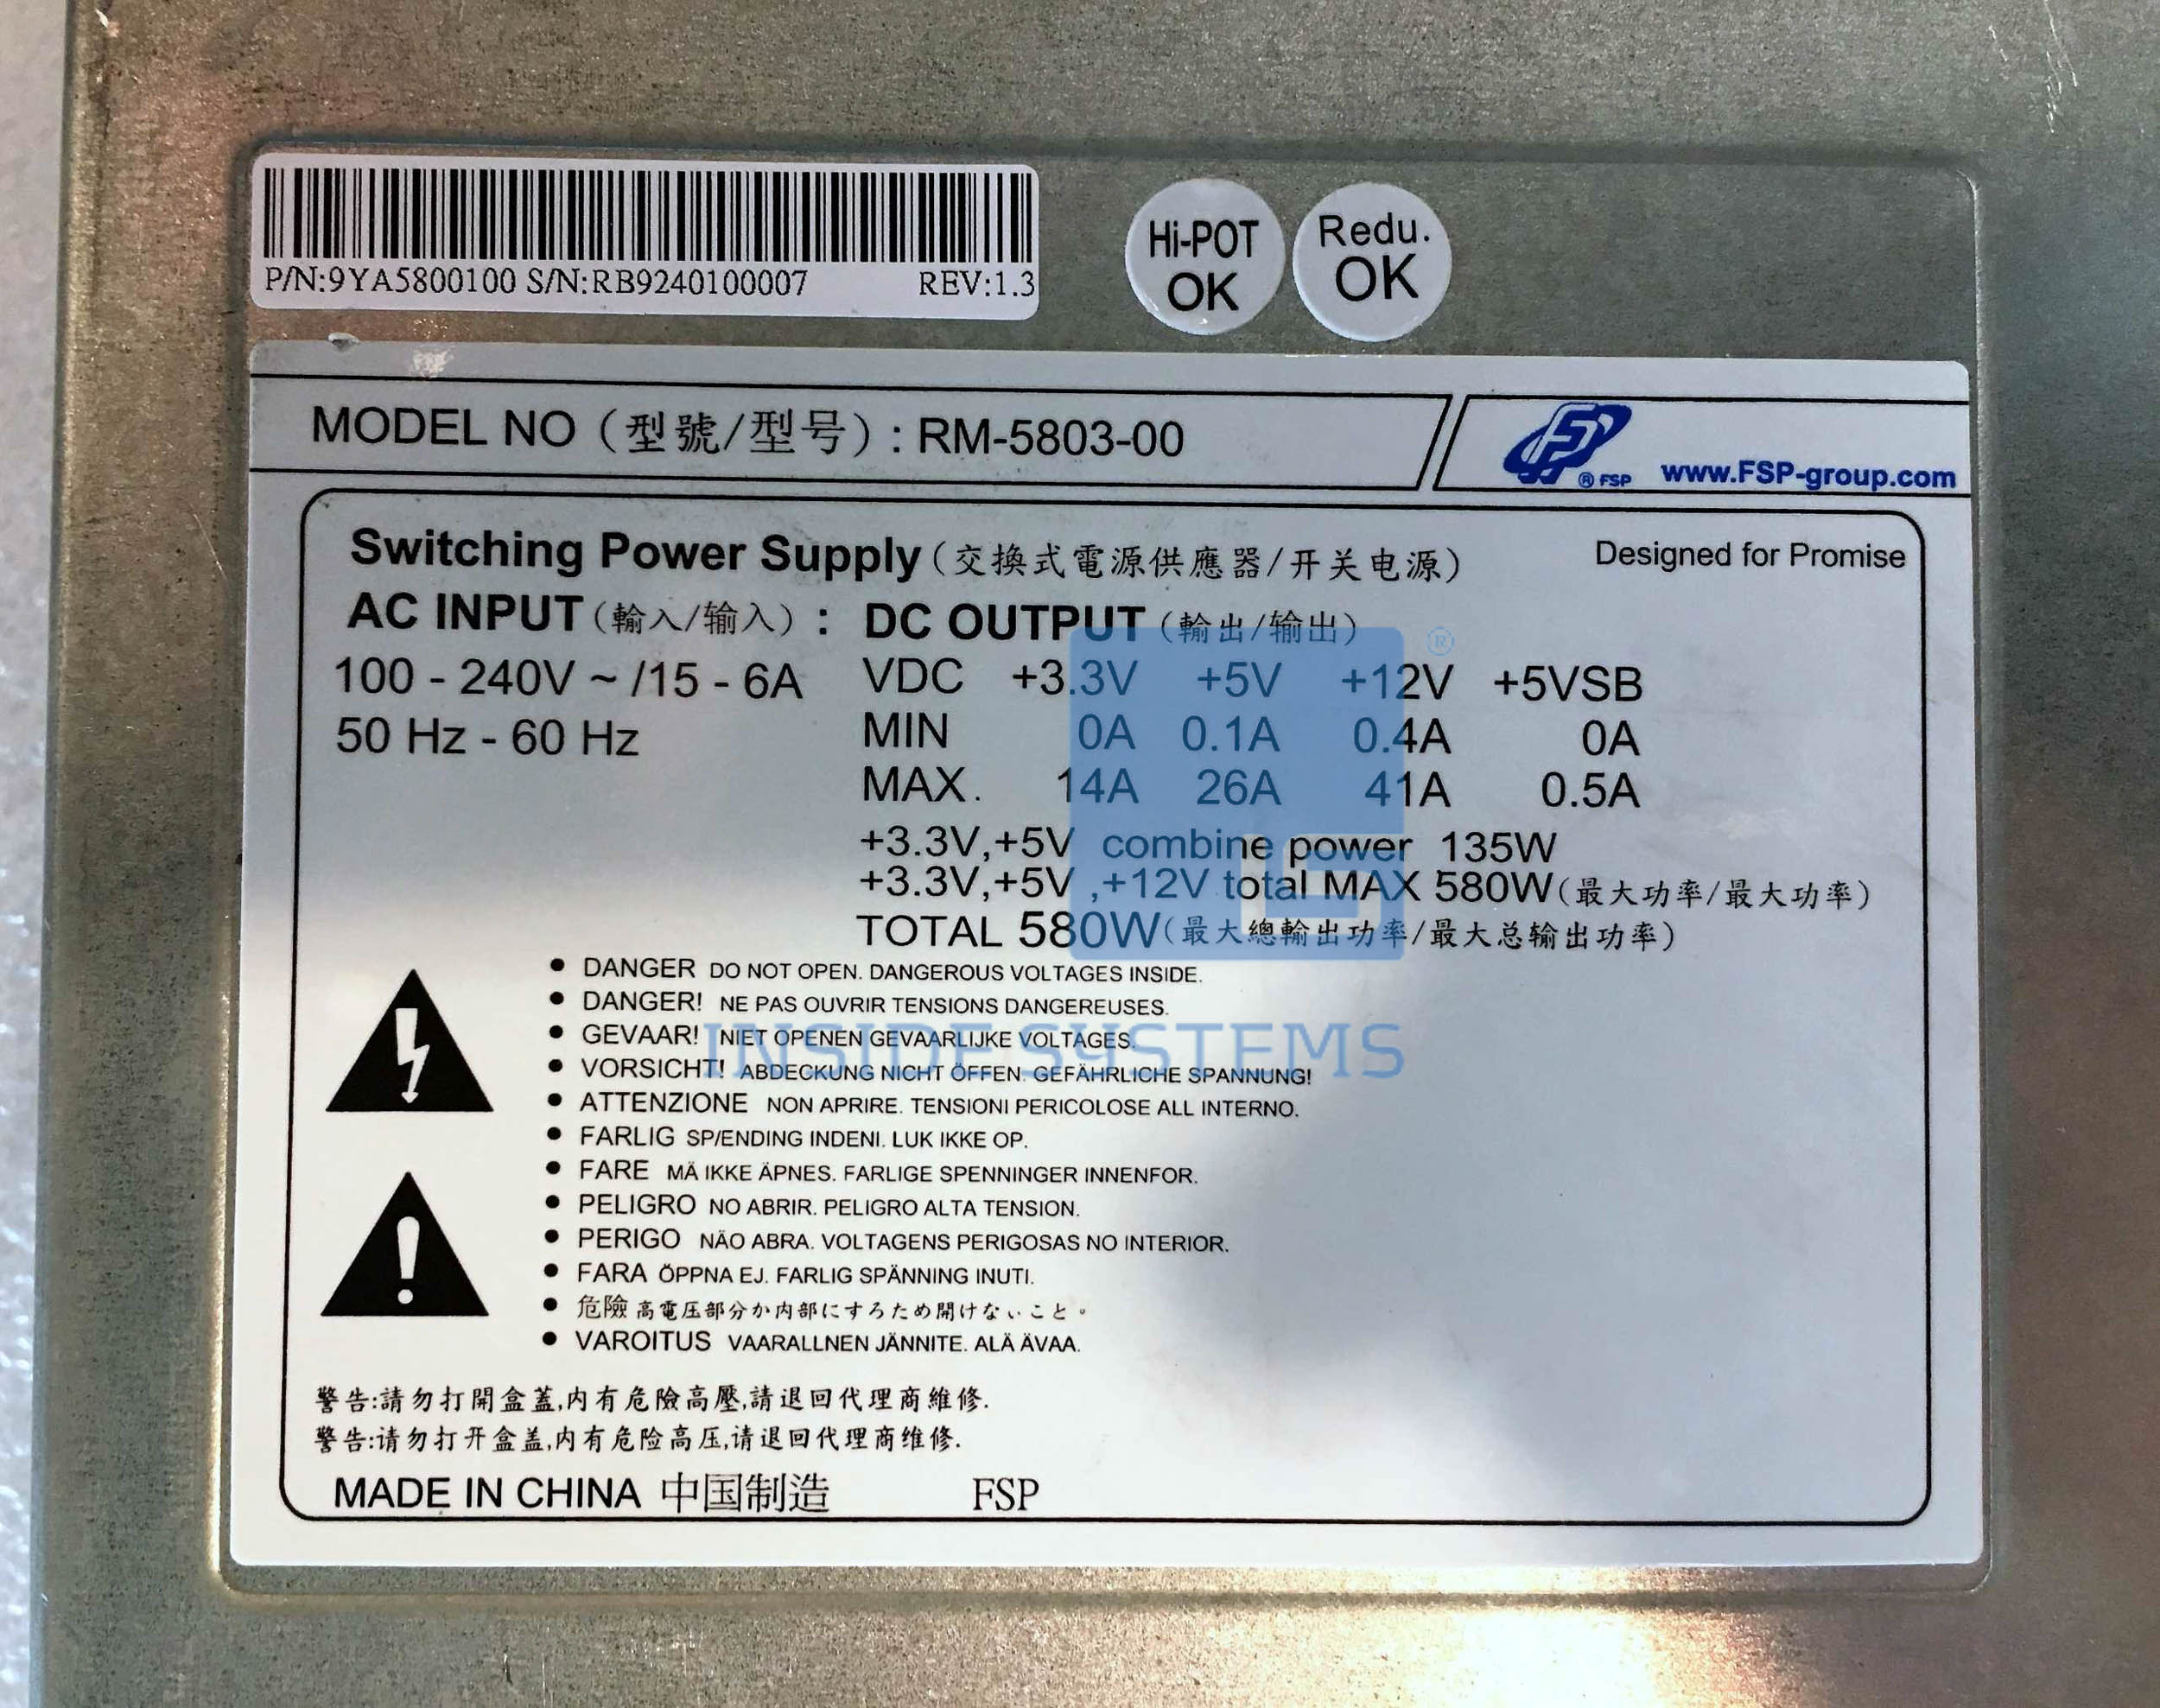 P/N:9YA5800100 S/N:RB9240100007 REV:1.3
Hi-POT
OK
Redu.
OK
MODEL NO (型號/型号) : RM-5803-00
® FSP www.FSP-group.com
Switching Power Supply (交換式電源供應器/开关电源)
Designed for Promise
AC INPUT (輸入/输入) : DC OUTPUT (輸出/输出)
®
100 - 240V ~ /15 - 6A VDC +3.3V +5V +12V +5VSB
50 Hz - 60 Hz MIN 0A 0.1A 0.4A 0A
MAX. 14A 26A 41A 0.5A
+3.3V,+5V combine power 135W
+3.3V,+5V ,+12V total MAX 580W(最大功率/最大功率)
TOTAL 580W(最大總輸出功率/最大总输出功率)
• DANGER DO NOT OPEN. DANGEROUS VOLTAGES INSIDE.
• DANGER! NE PAS OUVRIR TENSIONS DANGEREUSES.
• GEVAAR! NIET OPENEN GEVAARLIJKE VOLTAGES.
INSIDE SYSTEMS
• VORSICHT! ABDECKUNG NICHT ÖFFEN. GEFÄHRLICHE SPANNUNG!
• ATTENZIONE NON APRIRE. TENSIONI PERICOLOSE ALL INTERNO.
• FARLIG SP/ENDING INDENI. LUK IKKE OP.
• FARE MÄ IKKE ÄPNES. FARLIGE SPENNINGER INNENFOR.
• PELIGRO NO ABRIR. PELIGRO ALTA TENSION.
• PERIGO NÃO ABRA. VOLTAGENS PERIGOSAS NO INTERIOR.
• FARA ÖPPNA EJ. FARLIG SPÄNNING INUTI.
• 危險 高電压部分か内部にすろため開けないこと。
• VAROITUS VAARALLNEN JÄNNITE. ALÄ ÄVAA.
警告:請勿打開盒蓋,内有危險高壓,請退回代理商維修.
警告:请勿打开盒盖,内有危险高压,请退回代理商维修.
MADE IN CHINA 中国制造 FSP